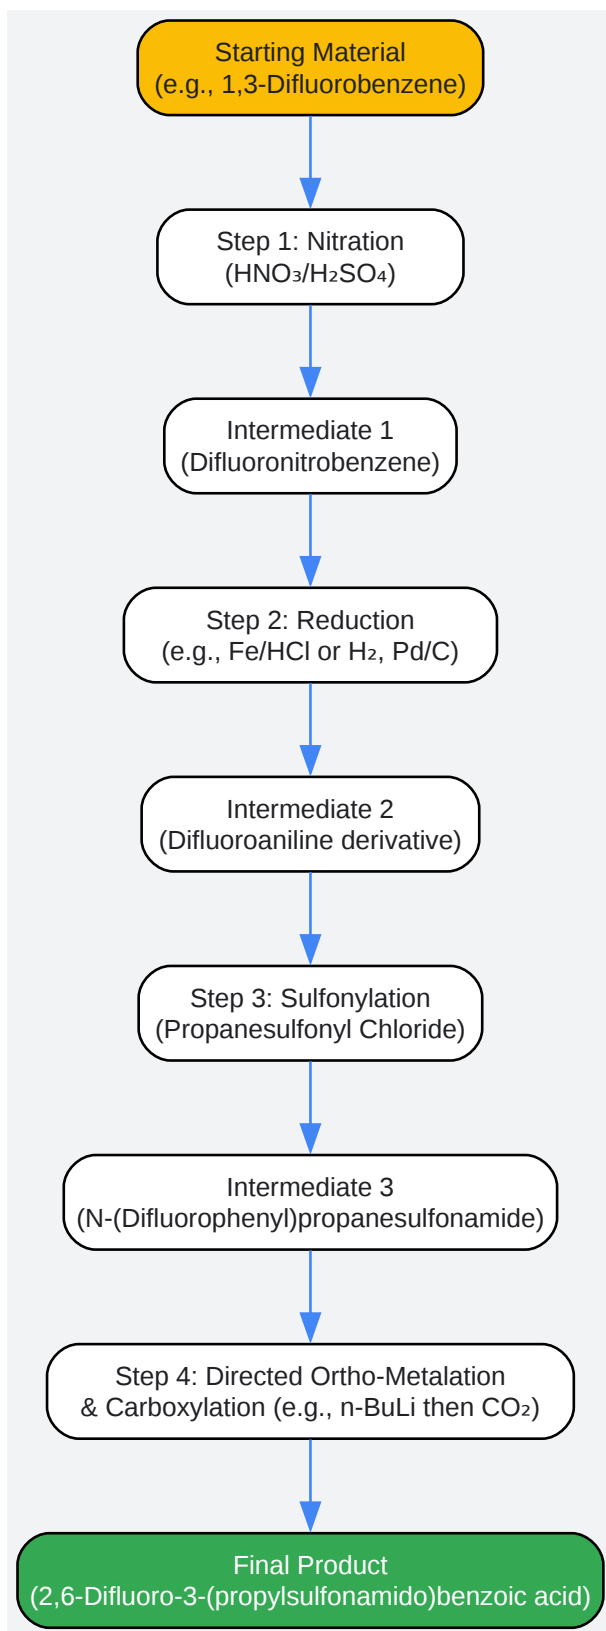 Starting Material
(e.g., 1,3-Difluorobenzene)
Step 1: Nitration
(HNO₃/H₂SO₄)
Intermediate 1
(Difluoronitrobenzene)
Step 2: Reduction
(e.g., Fe/HCl or H₂, Pd/C)
Intermediate 2
(Difluoroaniline derivative)
Step 3: Sulfonylation
(Propanesulfonyl Chloride)
Intermediate 3
(N-(Difluorophenyl)propanesulfonamide)
Step 4: Directed Ortho-Metalation
& Carboxylation (e.g., n-BuLi then CO₂)
Final Product
(2,6-Difluoro-3-(propylsulfonamido)benzoic acid)